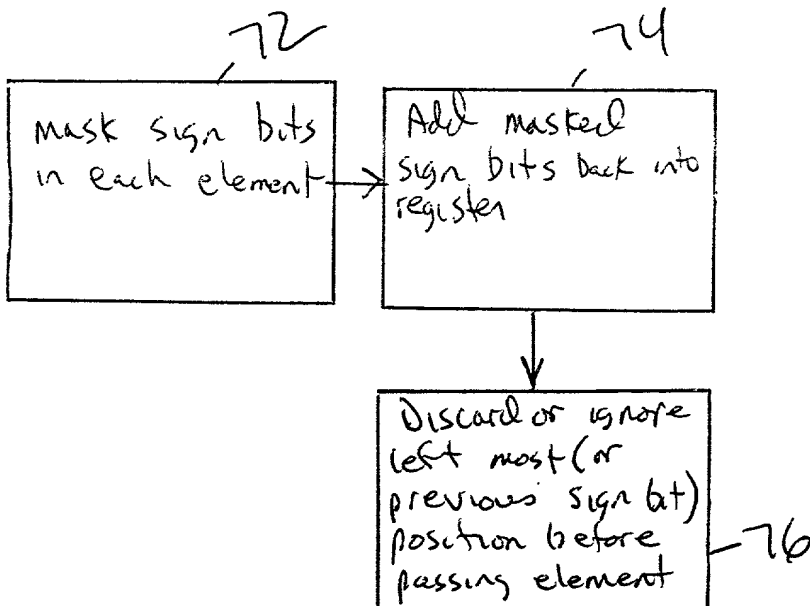 72
mask sign bits
in each element
74
Add masked
sign bits back into
register
Discard or ignore
left most (or
previous sign bit)
position before
passing element
76